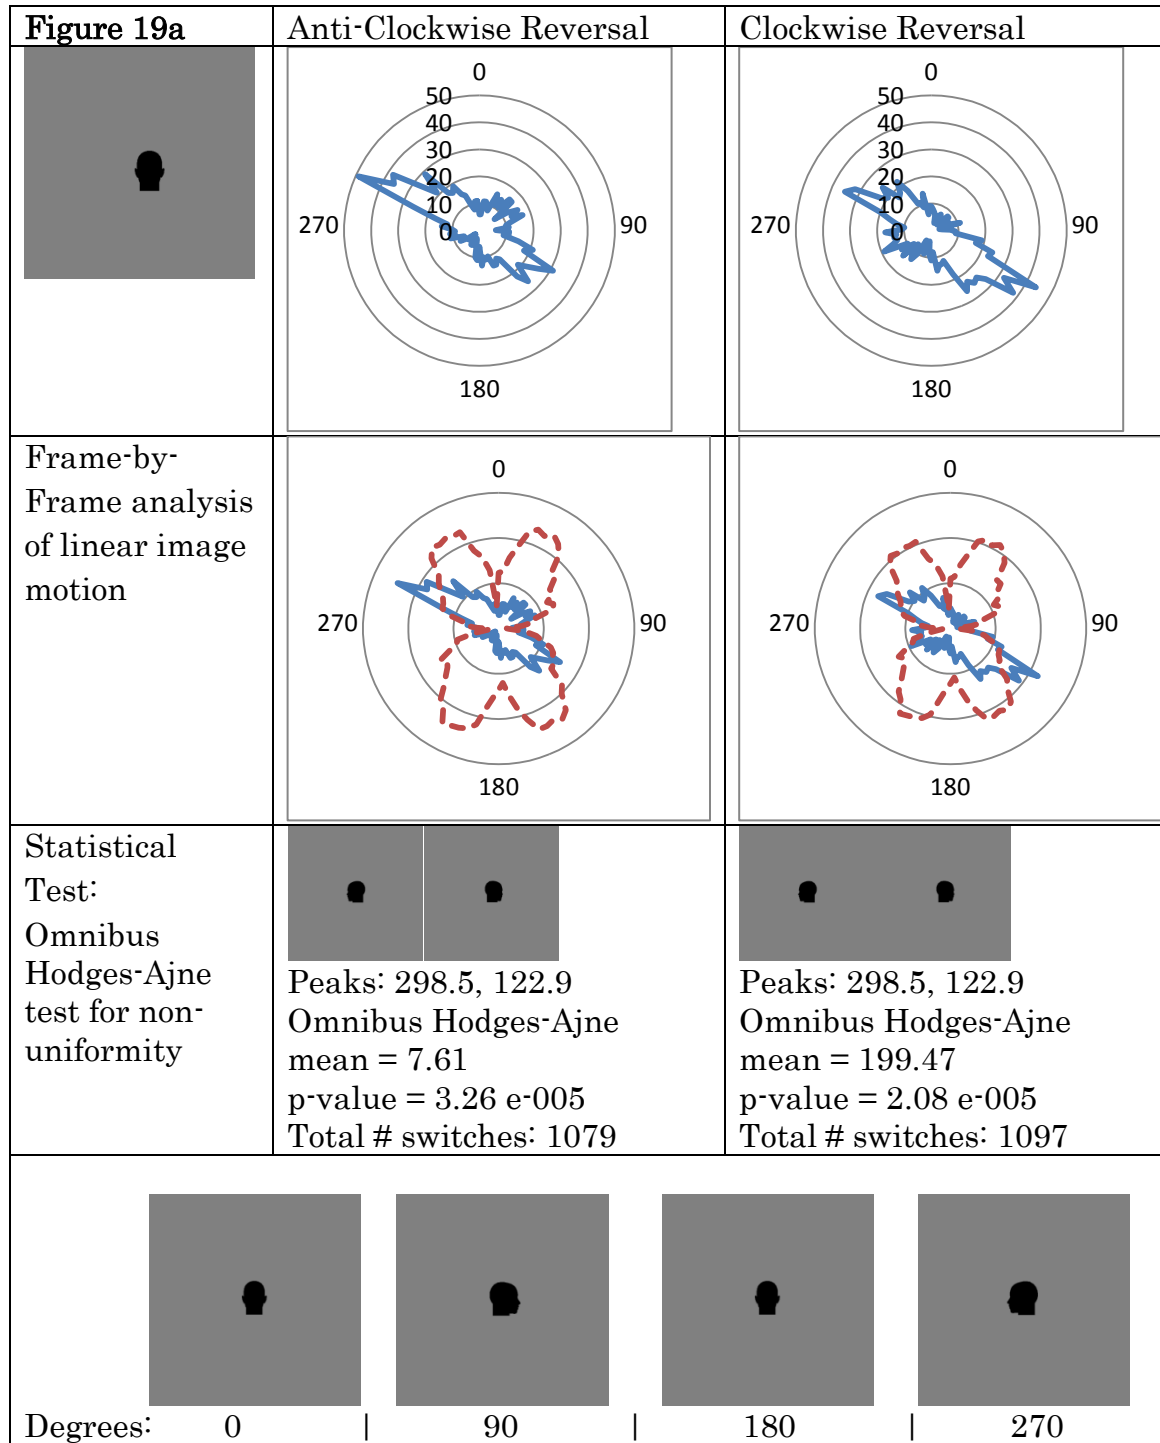 Figure 19a
Anti-Clockwise Reversal
Clockwise Reversal
0
50
40
30
20
10
0
270
90
180
0
50
40
30
20
10
0
270
90
180
Frame-by-
Frame analysis
of linear image
motion
0
270
90
180
0
270
90
180
Statistical
Test:
Omnibus
Hodges-Ajne
test for non-
uniformity
Peaks: 298.5, 122.9
Omnibus Hodges-Ajne
mean = 7.61
p-value = 3.26 e-005
Total # switches: 1079
Peaks: 298.5, 122.9
Omnibus Hodges-Ajne
mean = 199.47
p-value = 2.08 e-005
Total # switches: 1097
Degrees: 0 | 90 | 180 | 270